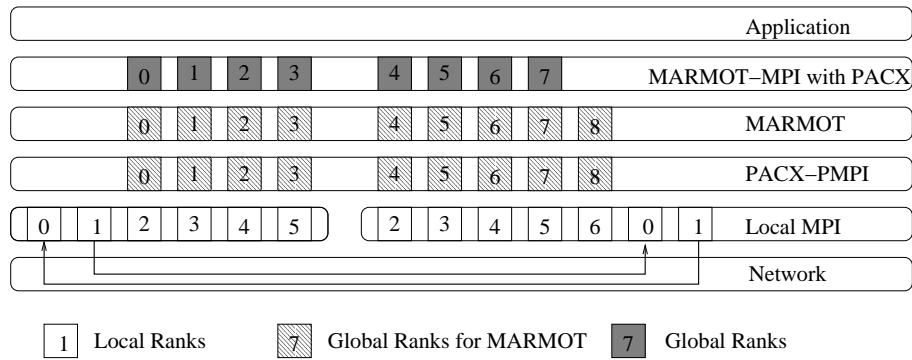 Application
0 1 2 3 4 5 6 7 MARMOT−MPI with PACX
0 1 2 3 4 5 6 7 8 MARMOT
0 1 2 3 4 5 6 7 8 PACX−PMPI
0 1 2 3 4 5 2 3 4 5 6 0 1 Local MPI
Network
1 Local Ranks 7 Global Ranks for MARMOT 7 Global Ranks